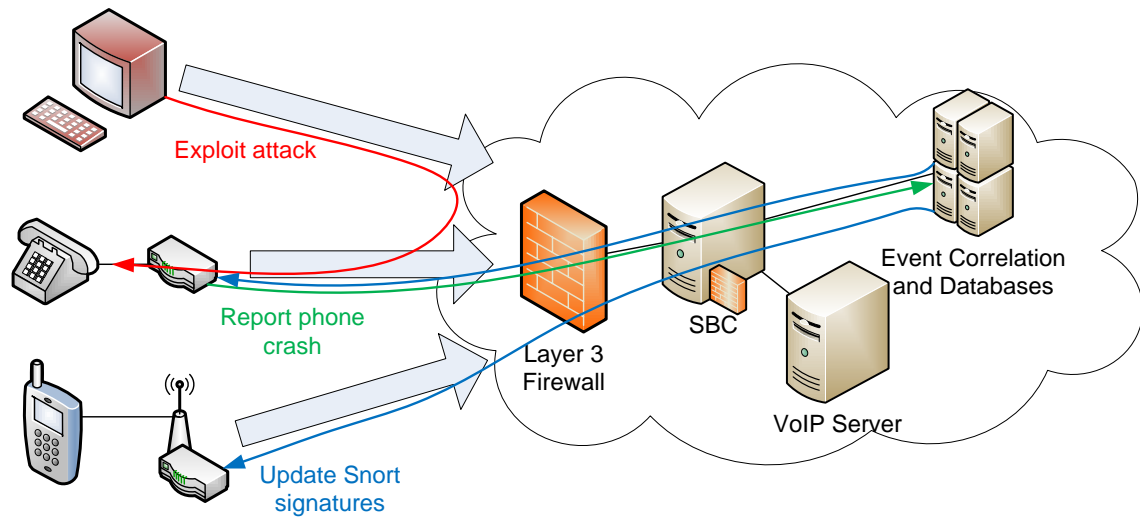 Exploit attack
Report phone
crash
Update Snort
signatures
Layer 3
Firewall
SBC
VoIP Server
Event Correlation
and Databases